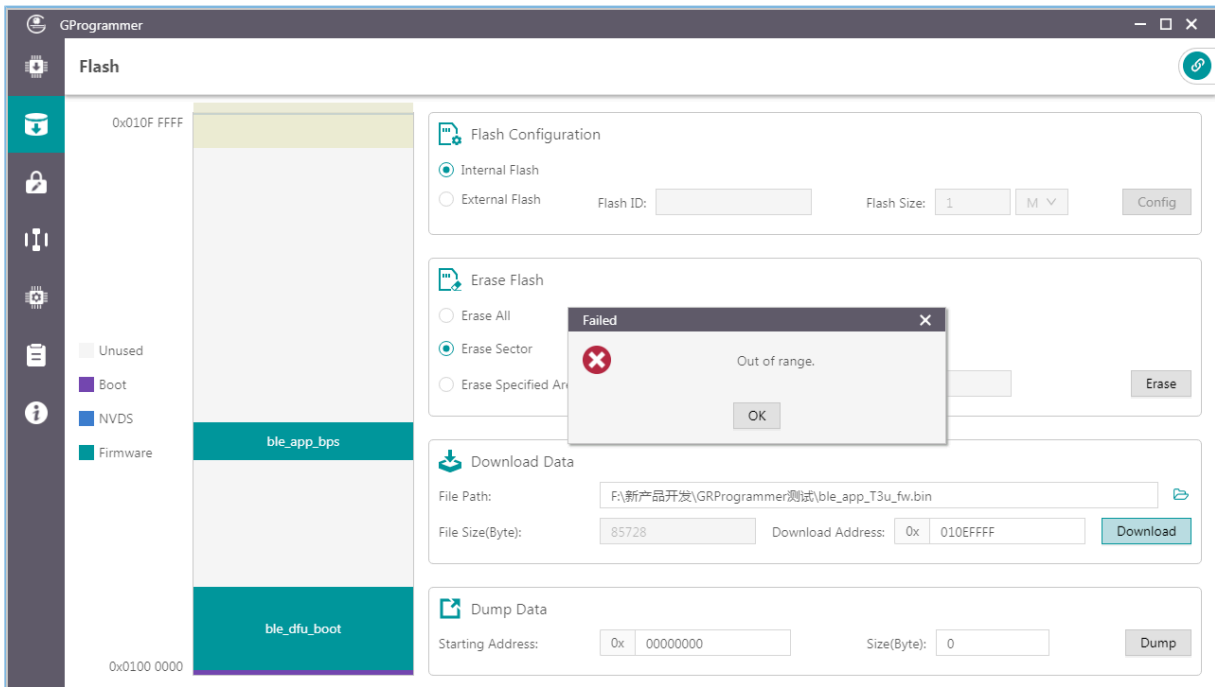 GProgrammer
Flash
0x010F FFFF
Unused
Boot
NVDS
Firmware
ble_app_bps
ble_dfu_boot
0x0100 0000
Flash Configuration
Internal Flash
External Flash Flash ID: Flash Size: 1 M Config
Erase Flash
Erase All
Erase Sector
Erase Specified Are Erase
Failed
Out of range.
OK
Download Data
File Path: F:\新产品开发\GRProgrammer测试\ble_app_T3u_fw.bin
File Size(Byte): 85728 Download Address: 0x 010EFFFF Download
Dump Data
Starting Address: 0x 00000000 Size(Byte): 0 Dump